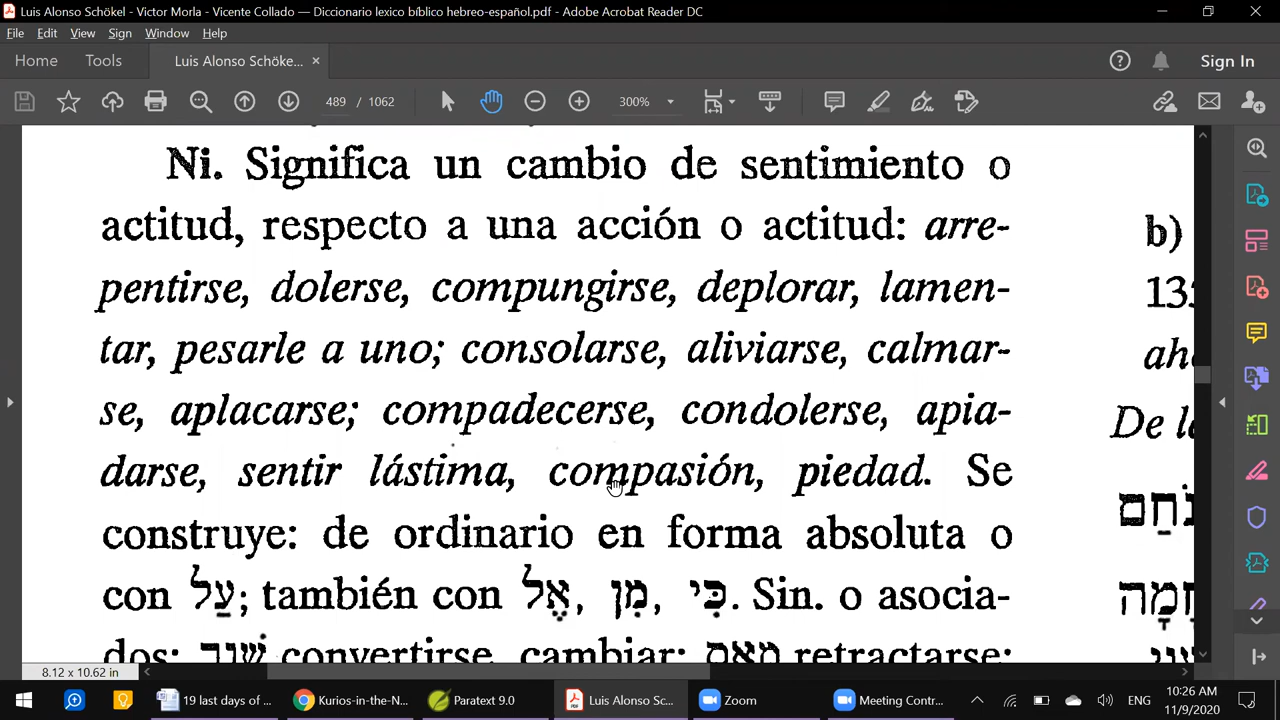 Luis Alonso Schökel - Victor Morla - Vicente Collado — Diccionario lexico bíblico hebreo-español.pdf - Adobe Acrobat Reader DC
File Edit View Sign Window Help
Home Tools Luis Alonso Schöke... × Sign In
489 / 1062 300%
Ni. Significa un cambio de sentimiento o
actitud, respecto a una acción o actitud: arre-
pentirse, dolerse, compungirse, deplorar, lamen-
tar, pesarle a uno; consolarse, aliviarse, calmar-
se, aplacarse; compadecerse, condolerse, apia-
darse, sentir lástima, compasión, piedad. Se
construye: de ordinario en forma absoluta o
con עַל; también con אֶל, מִן, כִּי. Sin. o asocia-
dos: שׁוּב convertirse, cambiar; מאס retractarse;
b)
133
aho
De l
8.12 x 10.62 in
19 last days of ... Kurios-in-the-N... Paratext 9.0 Luis Alonso Sc... Zoom Meeting Contr... ENG 10:26 AM
11/9/2020